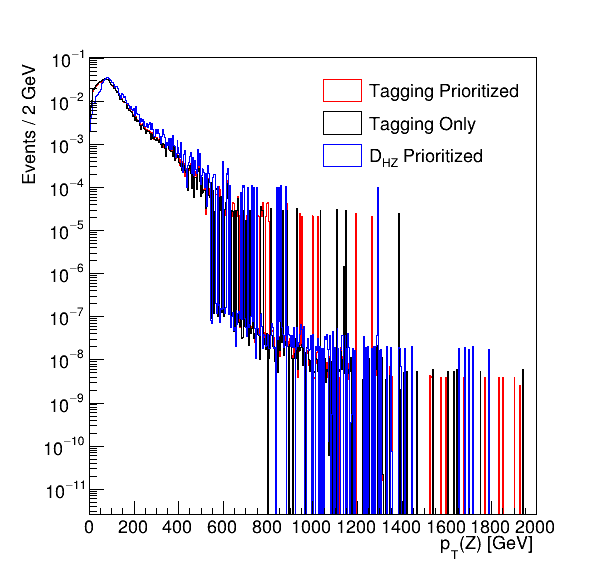 Events / 2 GeV
10⁻¹
10⁻²
10⁻³
10⁻⁴
10⁻⁵
10⁻⁶
10⁻⁷
10⁻⁸
10⁻⁹
10⁻¹⁰
10⁻¹¹
Tagging Prioritized
Tagging Only
D_HZ Prioritized
0 200 400 600 800 1000 1200 1400 1600 1800 2000
p_T(Z) [GeV]